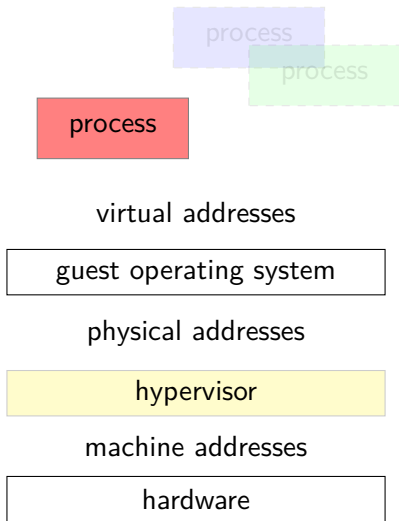 process
process
process
virtual addresses
guest operating system
physical addresses
hypervisor
machine addresses
hardware